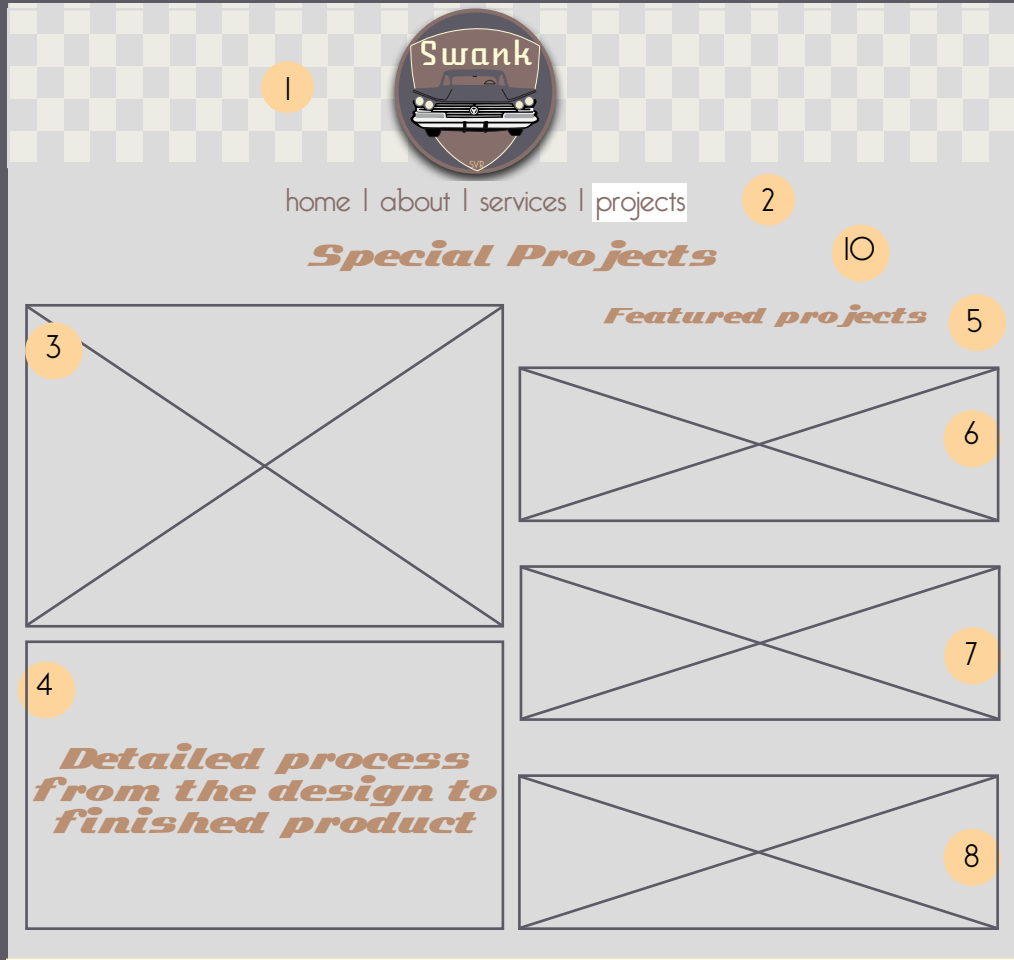 Swank
1
SVR
home | about | services | projects
2
Special Projects
10
Featured projects
5
3
6
4
7
Detailed process
from the design to
finished product
8